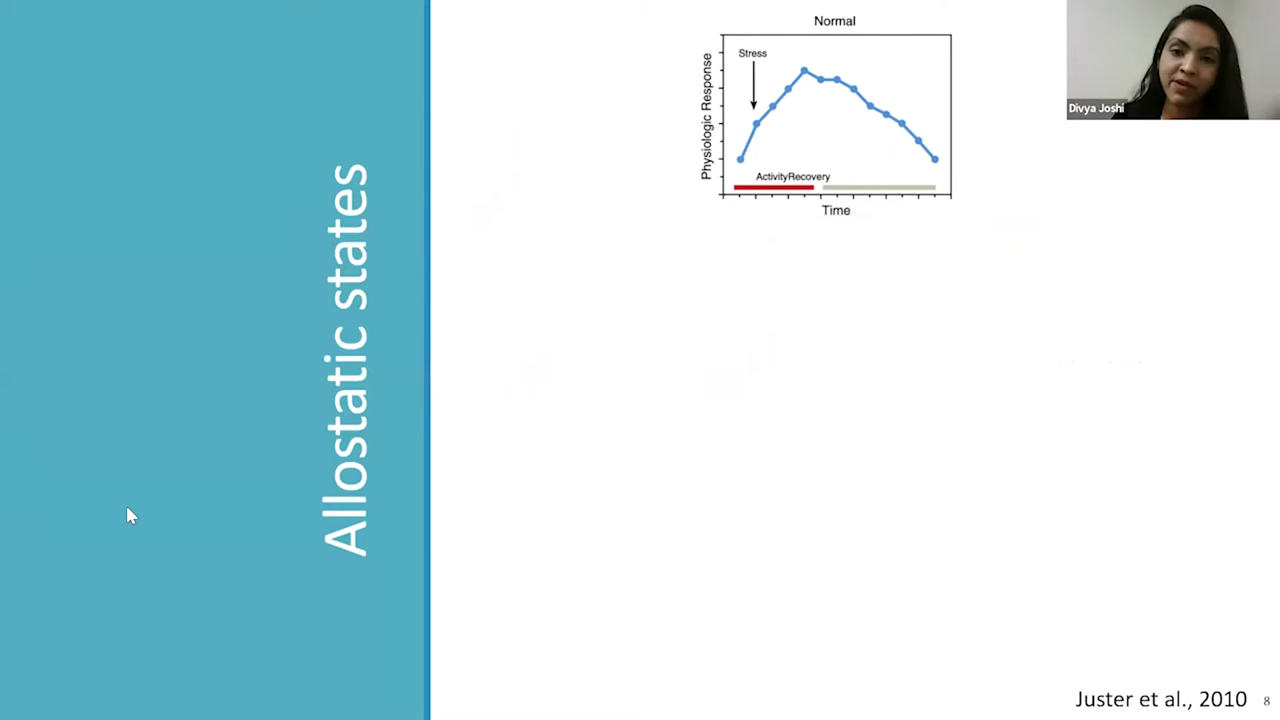 Allostatic states
Normal
Stress
Physiologic Response
ActivityRecovery
Time
Divya Joshi
Juster et al., 2010
8